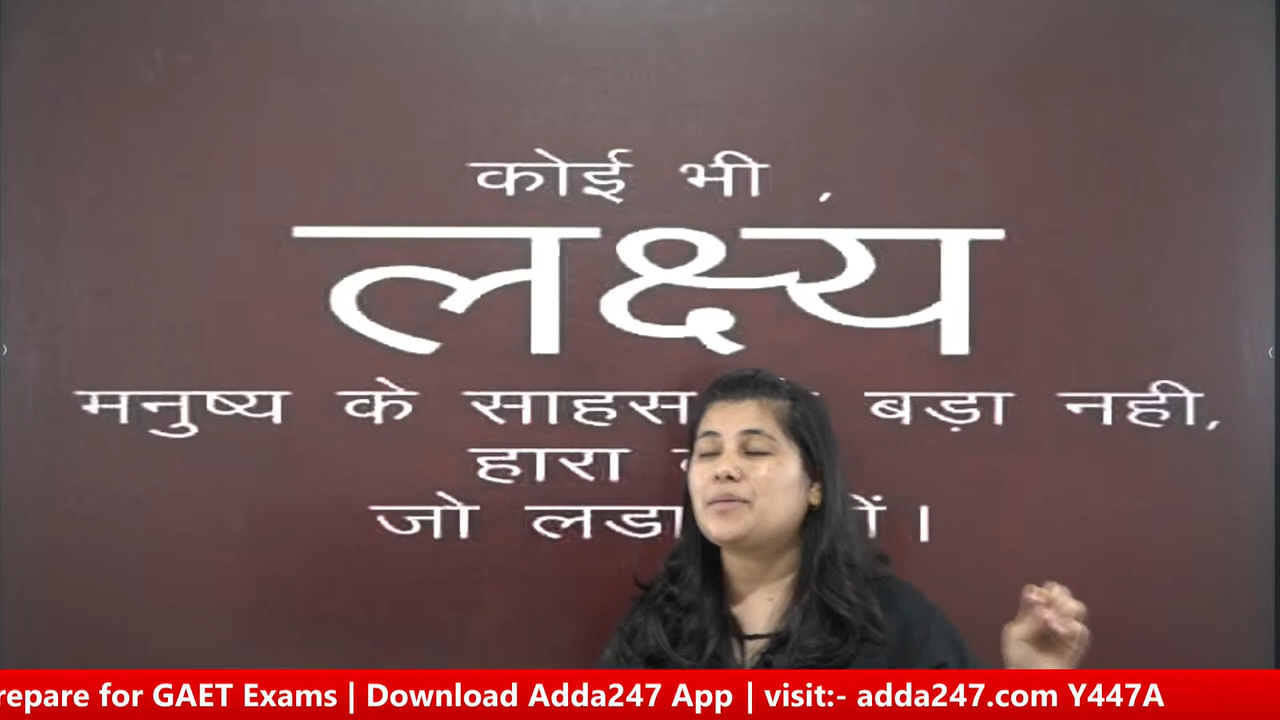 कोई भी ,
लक्ष्य
मनुष्य के साहस बड़ा नही,
हारा
जो लडा ।
repare for GAET Exams | Download Adda247 App | visit:- adda247.com Y447A